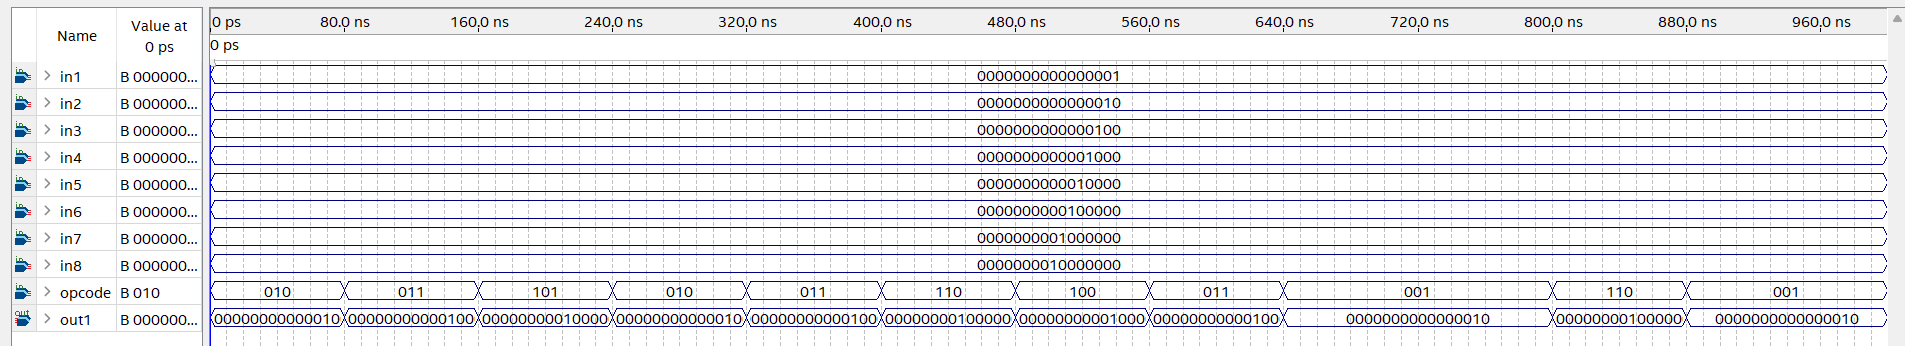 Name
Value at
0 ps
0 ps 80.0 ns 160.0 ns 240.0 ns 320.0 ns 400.0 ns 480.0 ns 560.0 ns 640.0 ns 720.0 ns 800.0 ns 880.0 ns 960.0 ns
0 ps
in1 B 000000... 0000000000000001
in2 B 000000... 0000000000000010
in3 B 000000... 0000000000000100
in4 B 000000... 0000000000001000
in5 B 000000... 0000000000010000
in6 B 000000... 0000000000100000
in7 B 000000... 0000000001000000
in8 B 000000... 0000000010000000
opcode B 010 010 011 101 010 011 110 100 011 001 110 001
out1 B 000000... 00000000000010 00000000000100 00000000010000 00000000000010 00000000000100 00000000100000 00000000001000 00000000000100 0000000000000010 00000000100000 0000000000000010